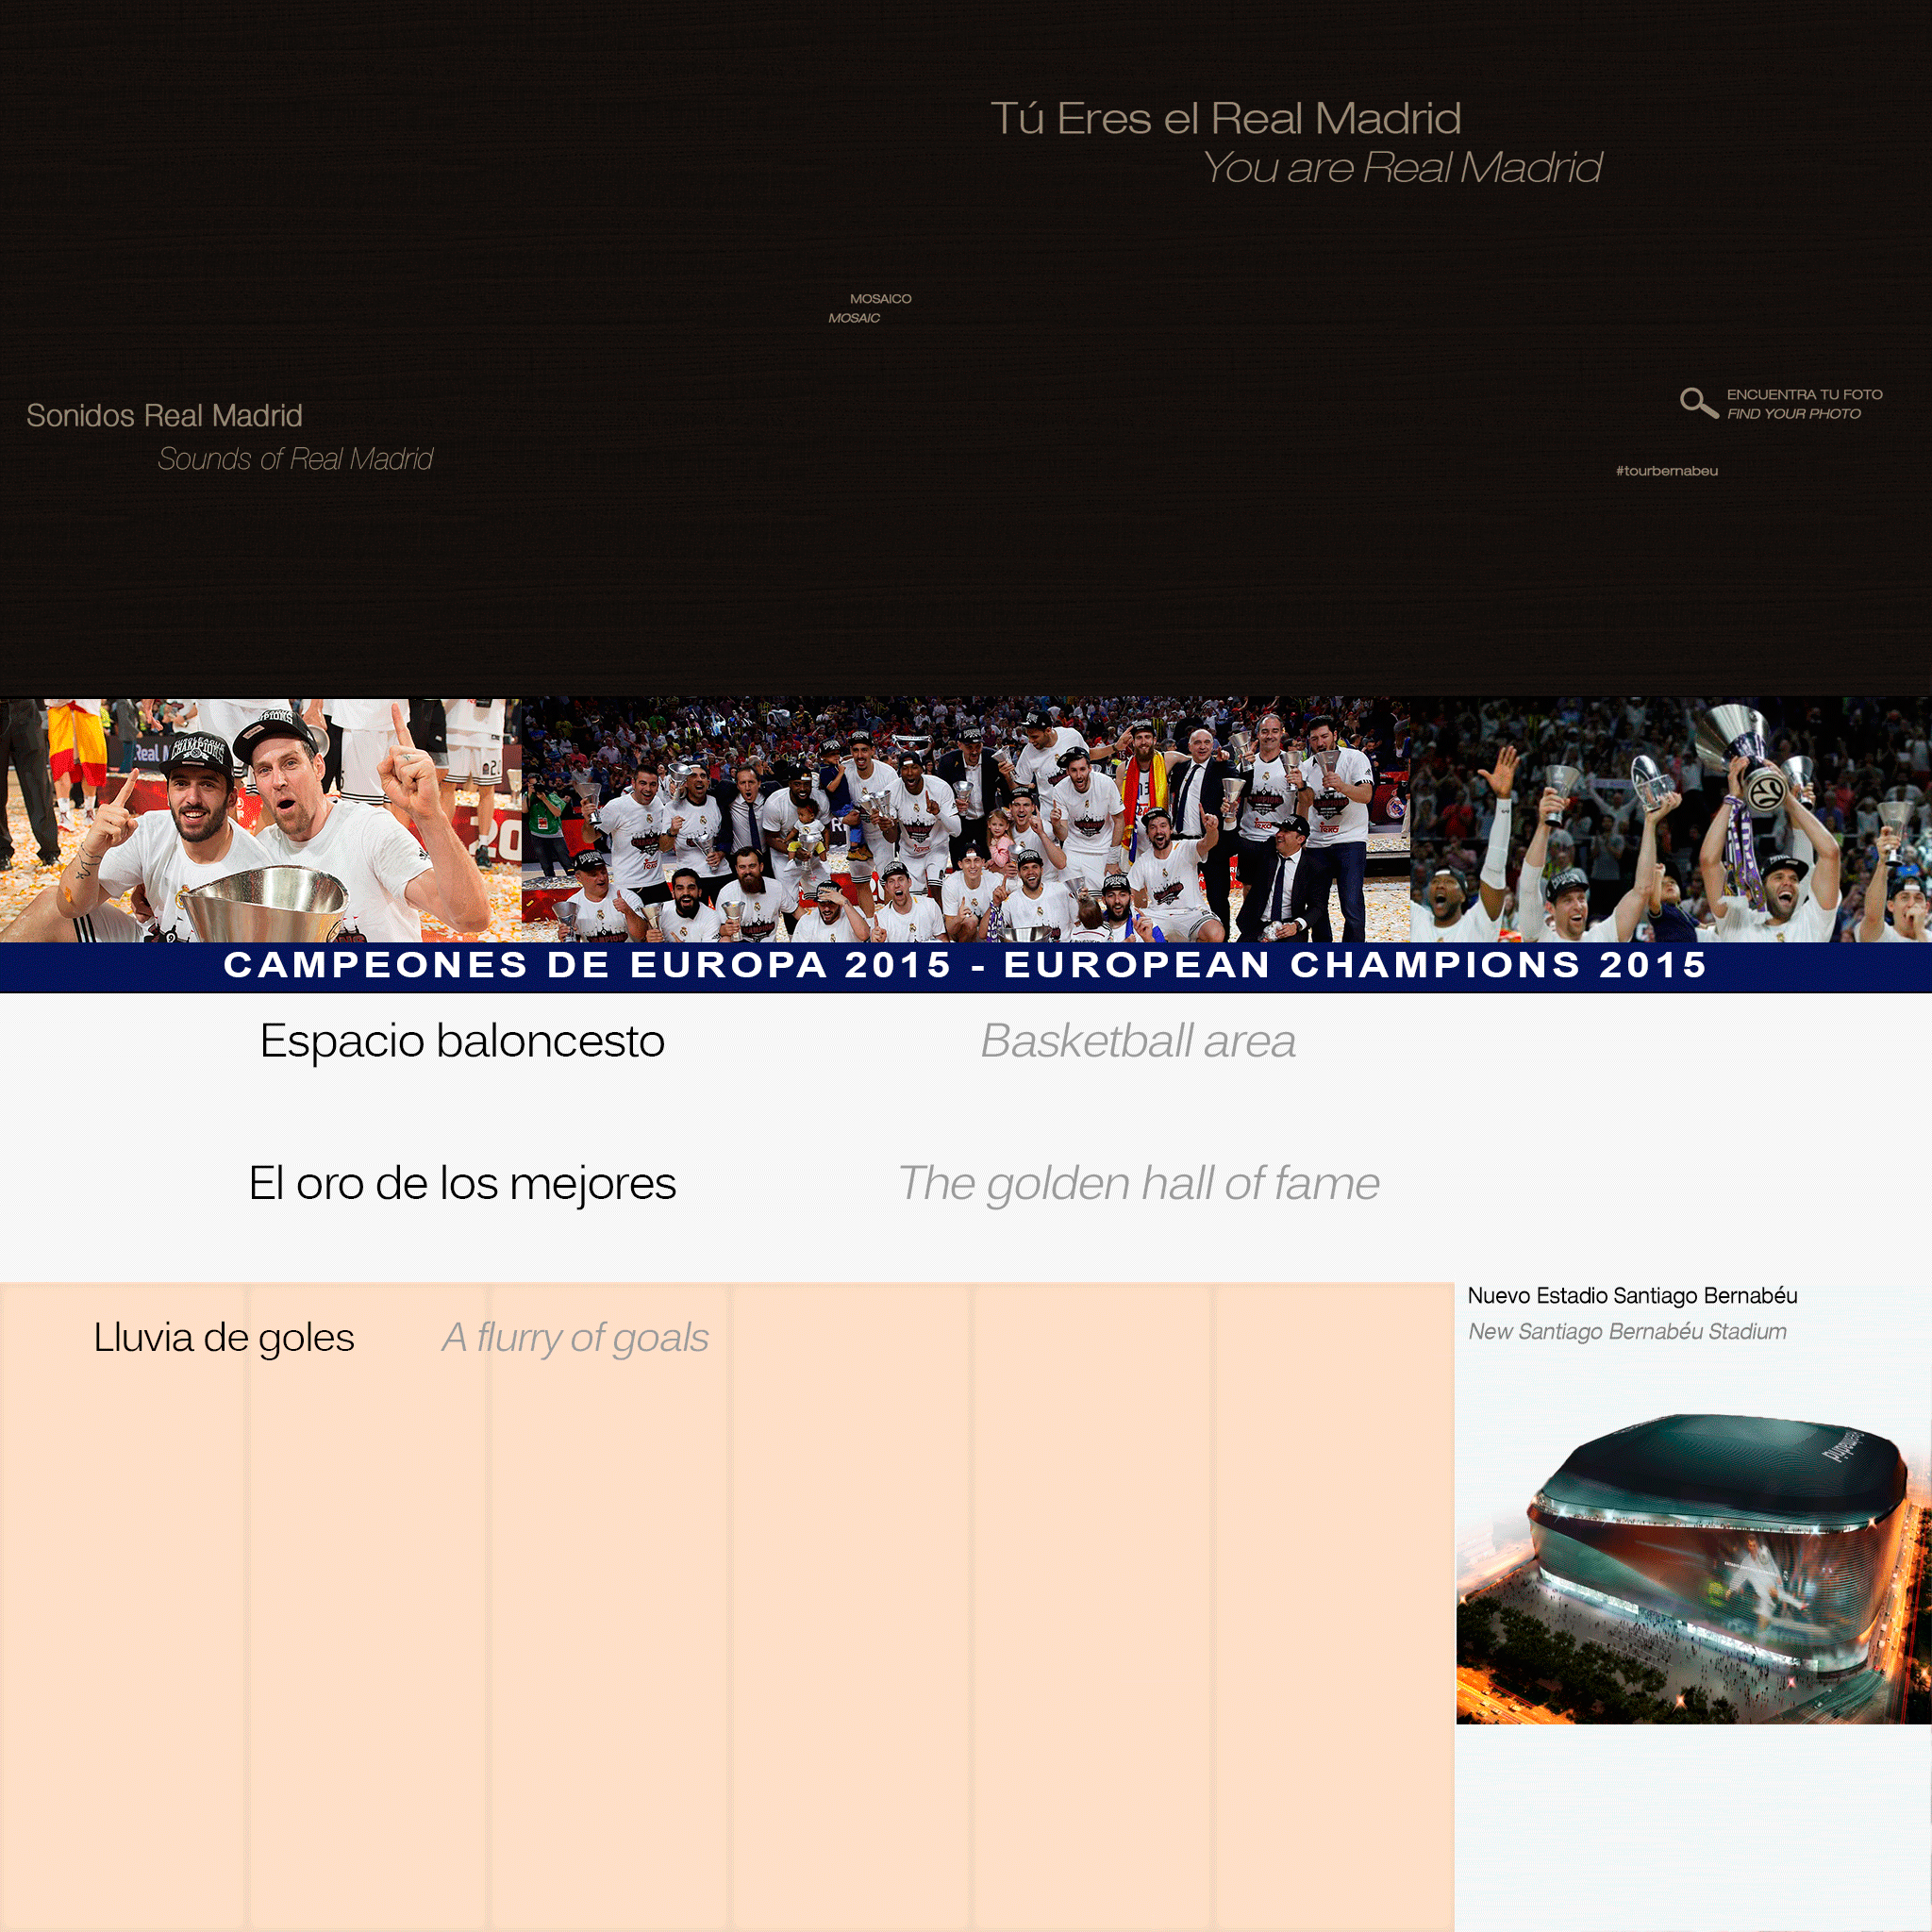 Tú Eres el Real Madrid
You are Real Madrid
MOSAICO
MOSAIC
Sonidos Real Madrid
Sounds of Real Madrid
ENCUENTRA TU FOTO
FIND YOUR PHOTO
#tourbernabeu
CAMPEONES DE EUROPA 2015 - EUROPEAN CHAMPIONS 2015
Espacio baloncesto
Basketball area
El oro de los mejores
The golden hall of fame
Lluvia de goles
A flurry of goals
Nuevo Estadio Santiago Bernabéu
New Santiago Bernabéu Stadium